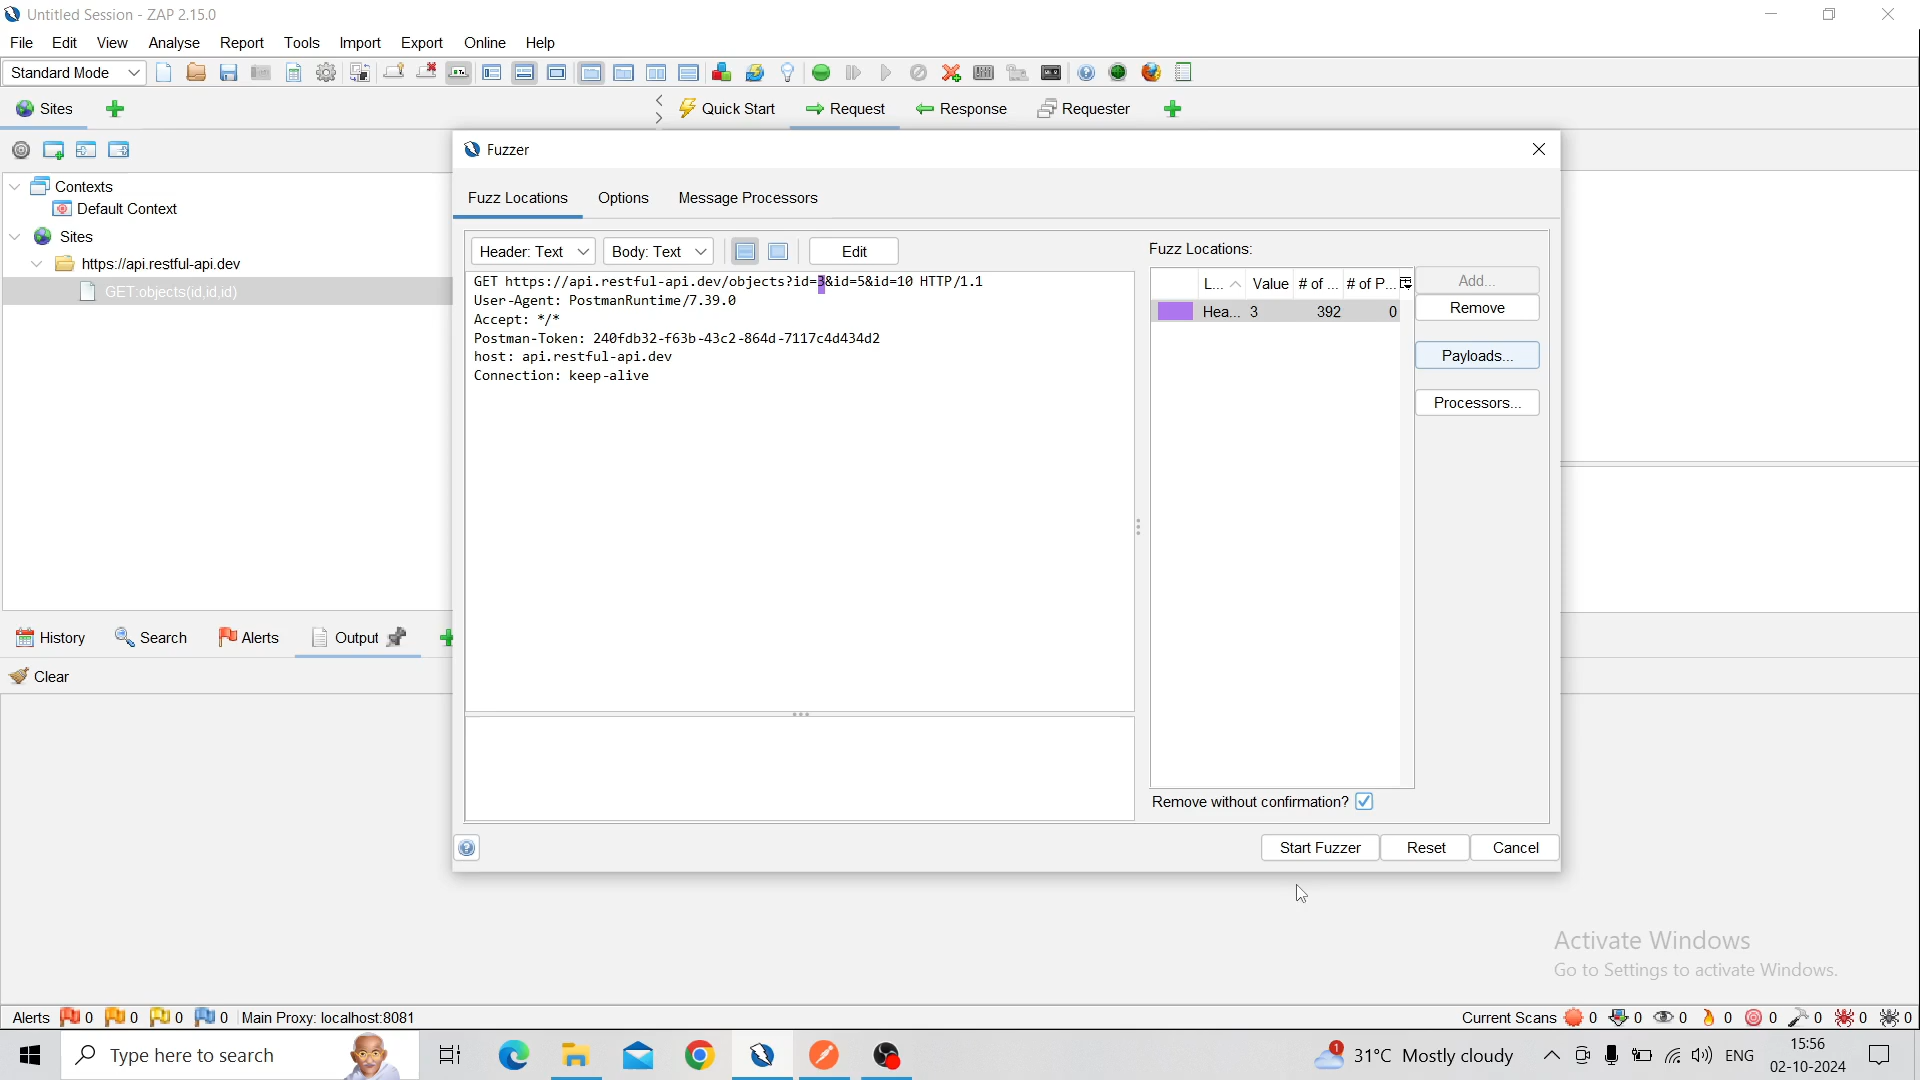 Untitled Session - ZAP 2.15.0
File Edit View Analyse Report Tools Import Export Online Help
Standard Mode
Sites
Quick Start Request Response Requester
Fuzzer
Fuzz Locations Options Message Processors
Contexts
Default Context
Sites
https://api.restful-api.dev
GET:objects(id,id,id)
Header: Text Body: Text Edit
GET https://api.restful-api.dev/objects?id=3&id=5&id=10 HTTP/1.1
User-Agent: PostmanRuntime/7.39.0
Accept: */*
Postman-Token: 240fdb32-f63b-43c2-864d-7117c4d434d2
host: api.restful-api.dev
Connection: keep-alive
Fuzz Locations:
L... Value # of ... # of P...
Hea... 3 392 0
Add...
Remove
Payloads...
Processors...
Remove without confirmation?
Start Fuzzer Reset Cancel
History Search Alerts Output
Clear
Activate Windows
Go to Settings to activate Windows.
Alerts 0 0 0 0 Main Proxy: localhost:8081
Current Scans 0 0 0 0 0 0 0 0
Type here to search
1
31°C Mostly cloudy
ENG
15:56
02-10-2024